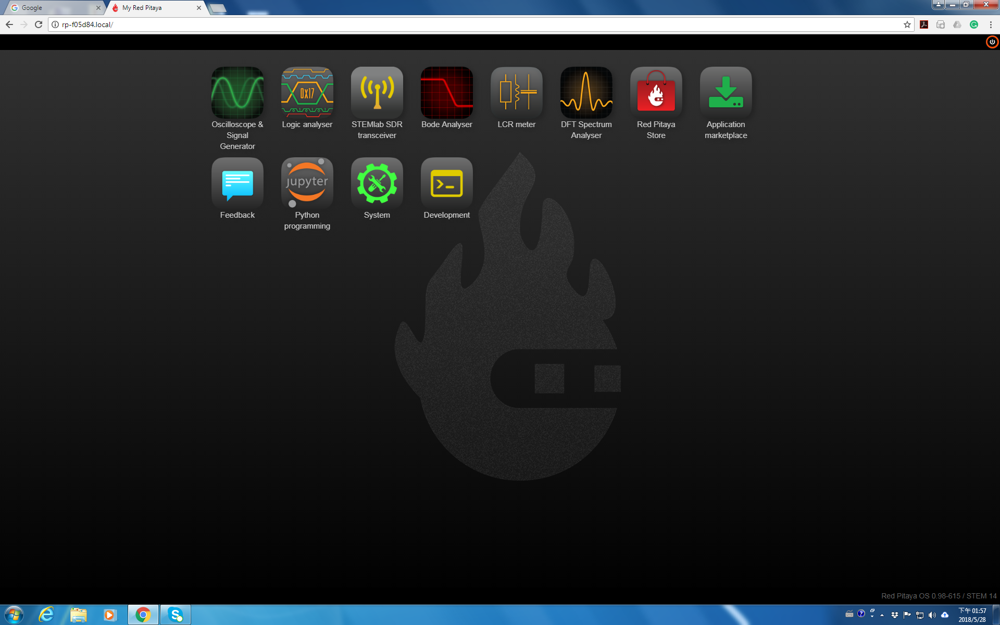 Google
My Red Pitaya
rp-f05d84.local/
0x17
Oscilloscope &
Signal
Generator
Logic analyser
STEMlab SDR
transceiver
Bode Analyser
LCR meter
DFT Spectrum
Analyser
Red Pitaya
Store
Application
marketplace
jupyter
Feedback
Python
programming
System
Development
Red Pitaya OS 0.98-615 / STEM 14
下午 01:57
2018/5/28